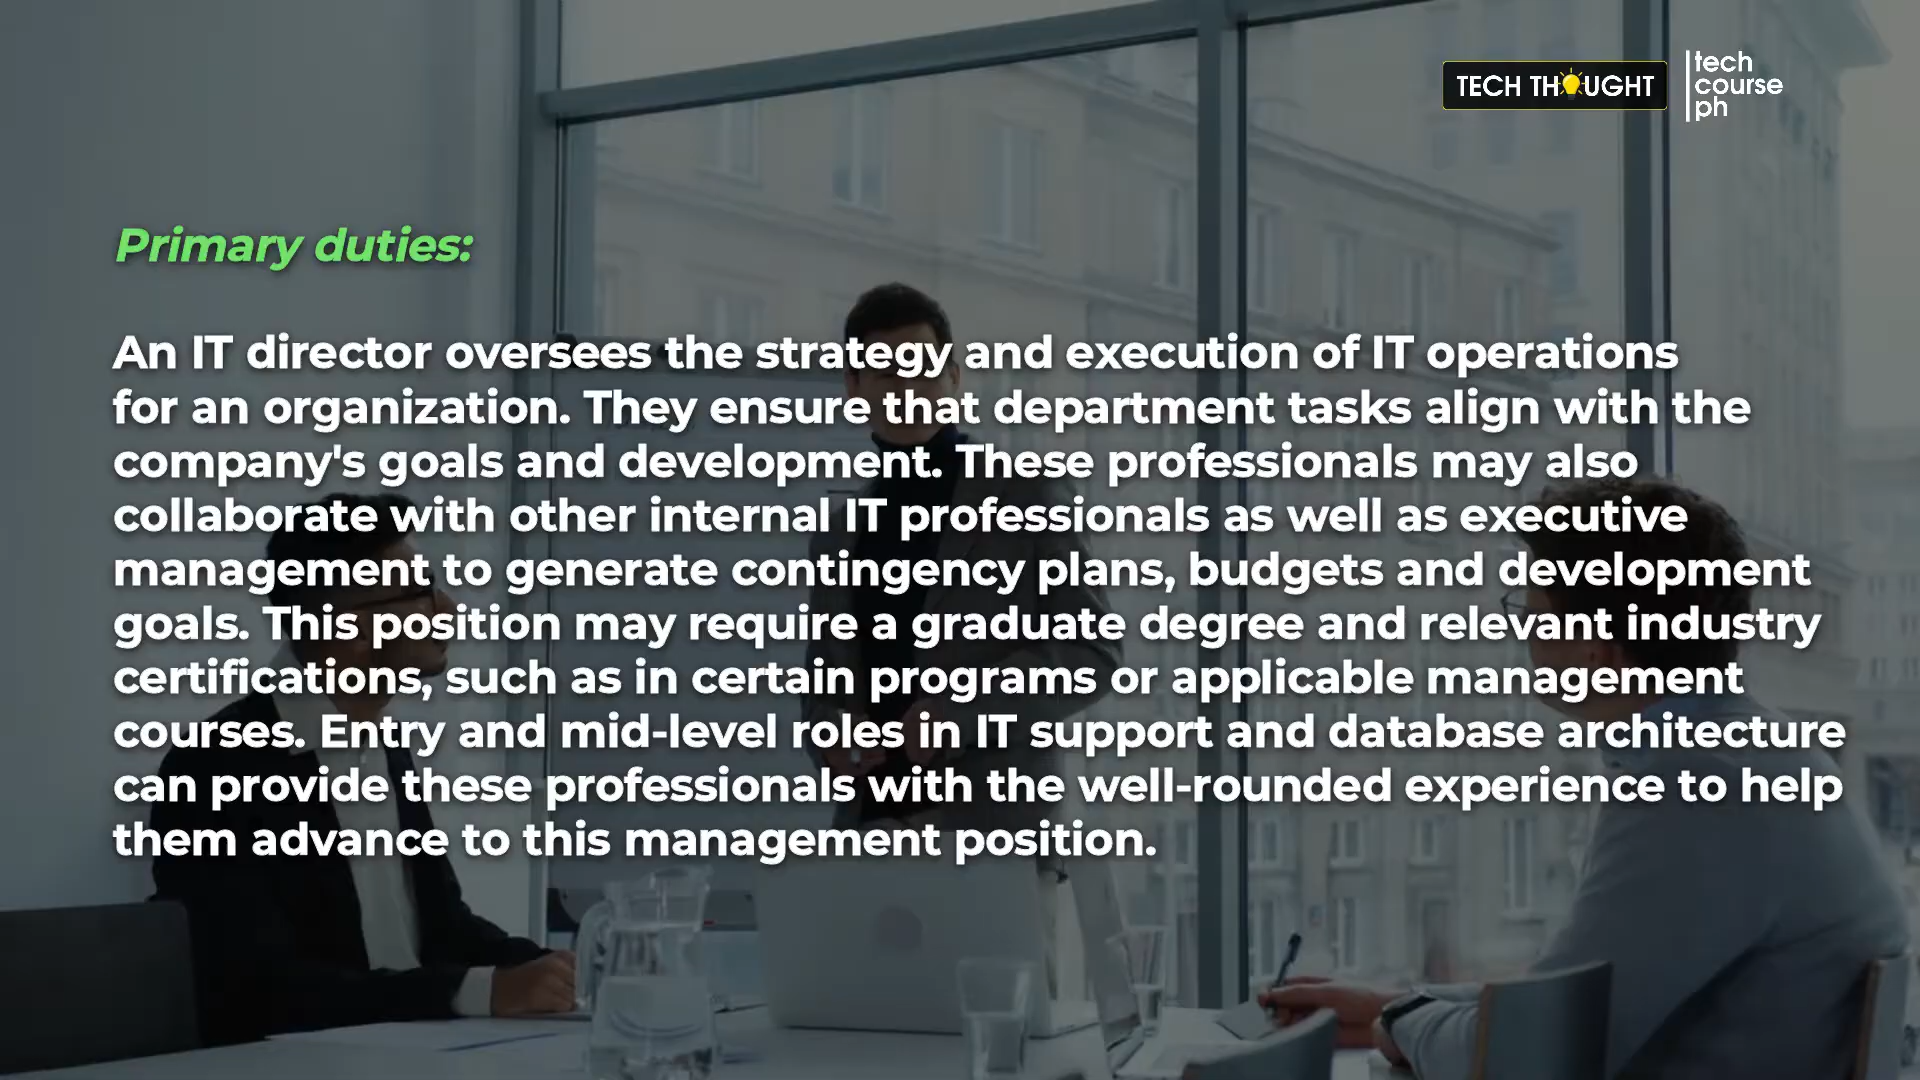 TECH THOUGHT
tech
course
ph
Primary duties:
An IT director oversees the strategy and execution of IT operations
for an organization. They ensure that department tasks align with the
company's goals and development. These professionals may also
collaborate with other internal IT professionals as well as executive
management to generate contingency plans, budgets and development
goals. This position may require a graduate degree and relevant industry
certifications, such as in certain programs or applicable management
courses. Entry and mid-level roles in IT support and database architecture
can provide these professionals with the well-rounded experience to help
them advance to this management position.